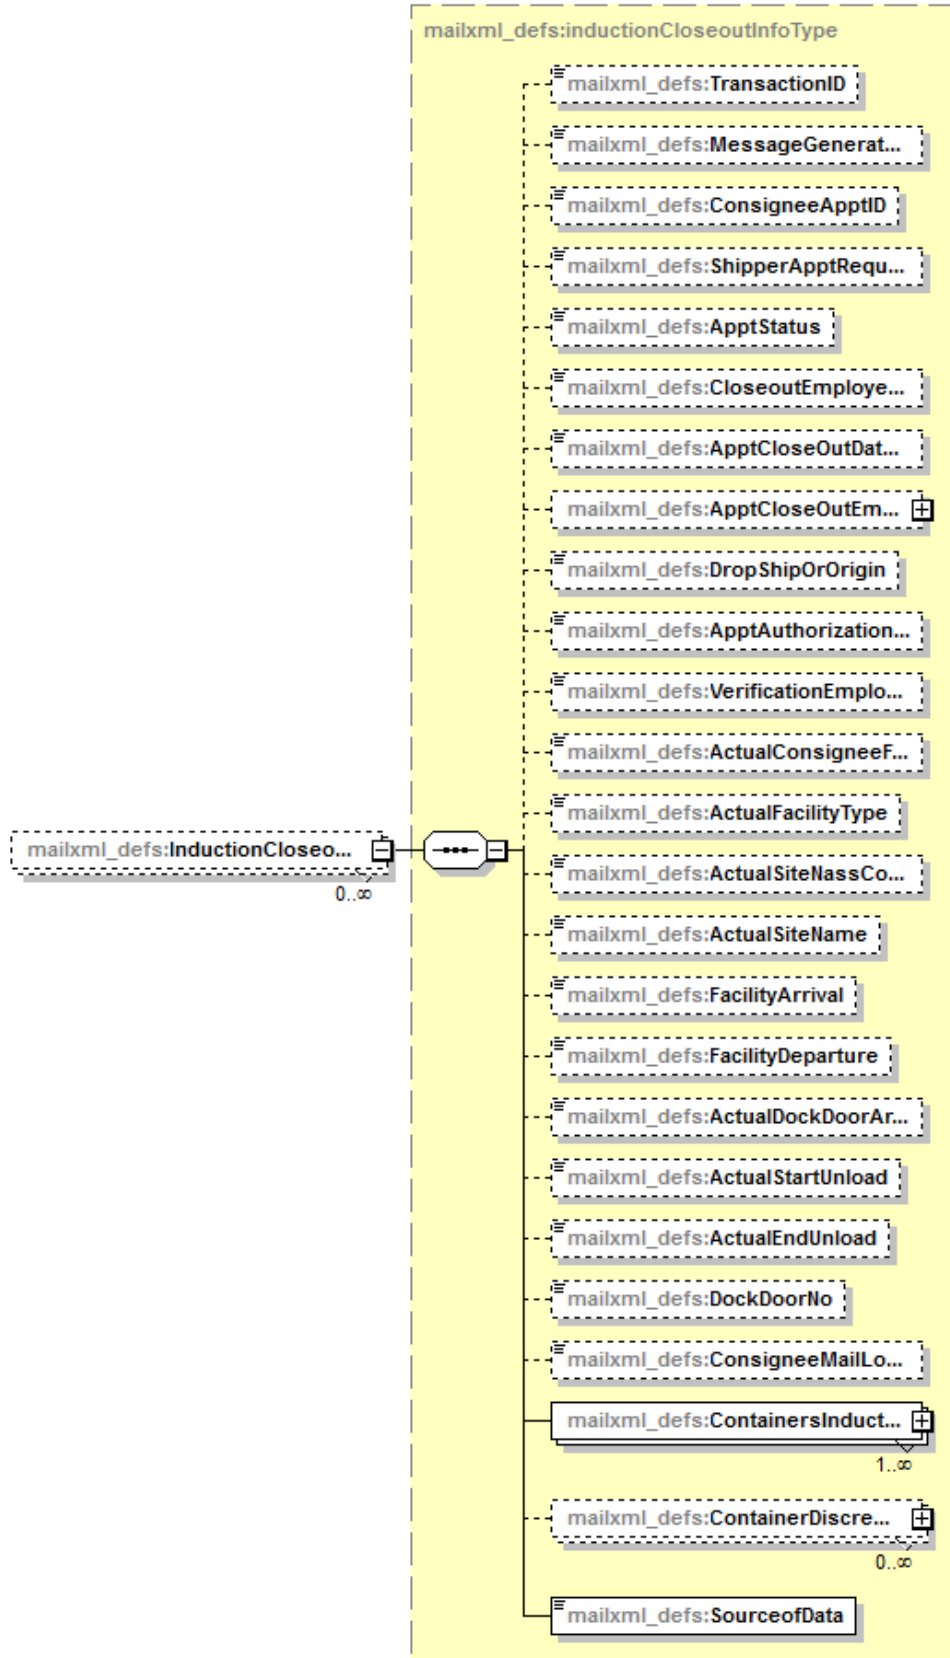 mailxml_defs:inductionCloseoutInfoType
mailxml_defs:TransactionID
mailxml_defs:MessageGenerat...
mailxml_defs:ConsigneeApptID
mailxml_defs:ShipperApptRequ...
mailxml_defs:ApptStatus
mailxml_defs:CloseoutEmploye...
mailxml_defs:ApptCloseOutDat...
mailxml_defs:ApptCloseOutEm...
mailxml_defs:DropShipOrOrigin
mailxml_defs:ApptAuthorization...
mailxml_defs:VerificationEmplo...
mailxml_defs:ActualConsigneeF...
mailxml_defs:ActualFacilityType
mailxml_defs:InductionCloseo...
0..∞
mailxml_defs:ActualSiteNassCo...
mailxml_defs:ActualSiteName
mailxml_defs:FacilityArrival
mailxml_defs:FacilityDeparture
mailxml_defs:ActualDockDoorAr...
mailxml_defs:ActualStartUnload
mailxml_defs:ActualEndUnload
mailxml_defs:DockDoorNo
mailxml_defs:ConsigneeMailLo...
mailxml_defs:ContainersInduct...
1..∞
mailxml_defs:ContainerDiscre...
0..∞
mailxml_defs:SourceofData